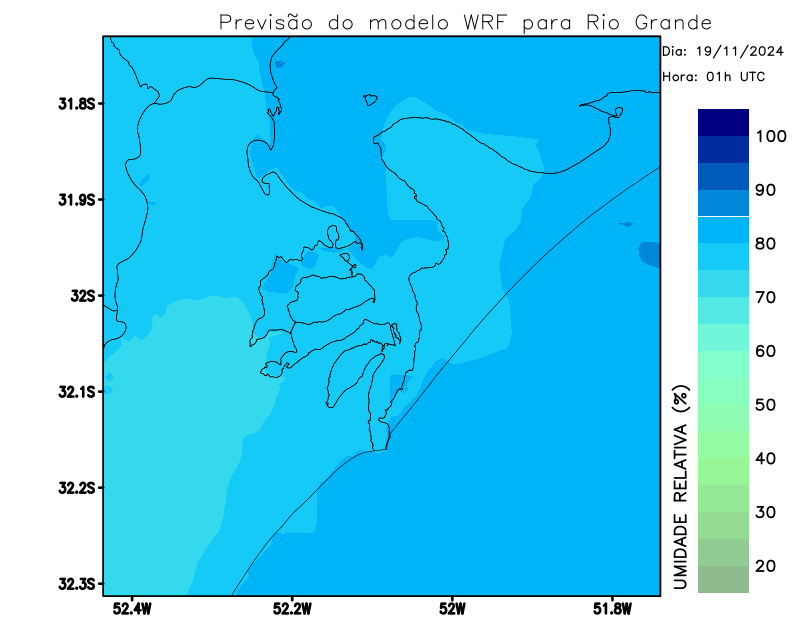 Previsão do modelo WRF para Rio Grande
Dia: 19/11/2024
Hora: 01h UTC
31.8S
31.9S
32S
32.1S
32.2S
32.3S
52.4W
52.2W
52W
51.8W
100
90
80
70
60
50
40
30
20
UMIDADE RELATIVA (%)